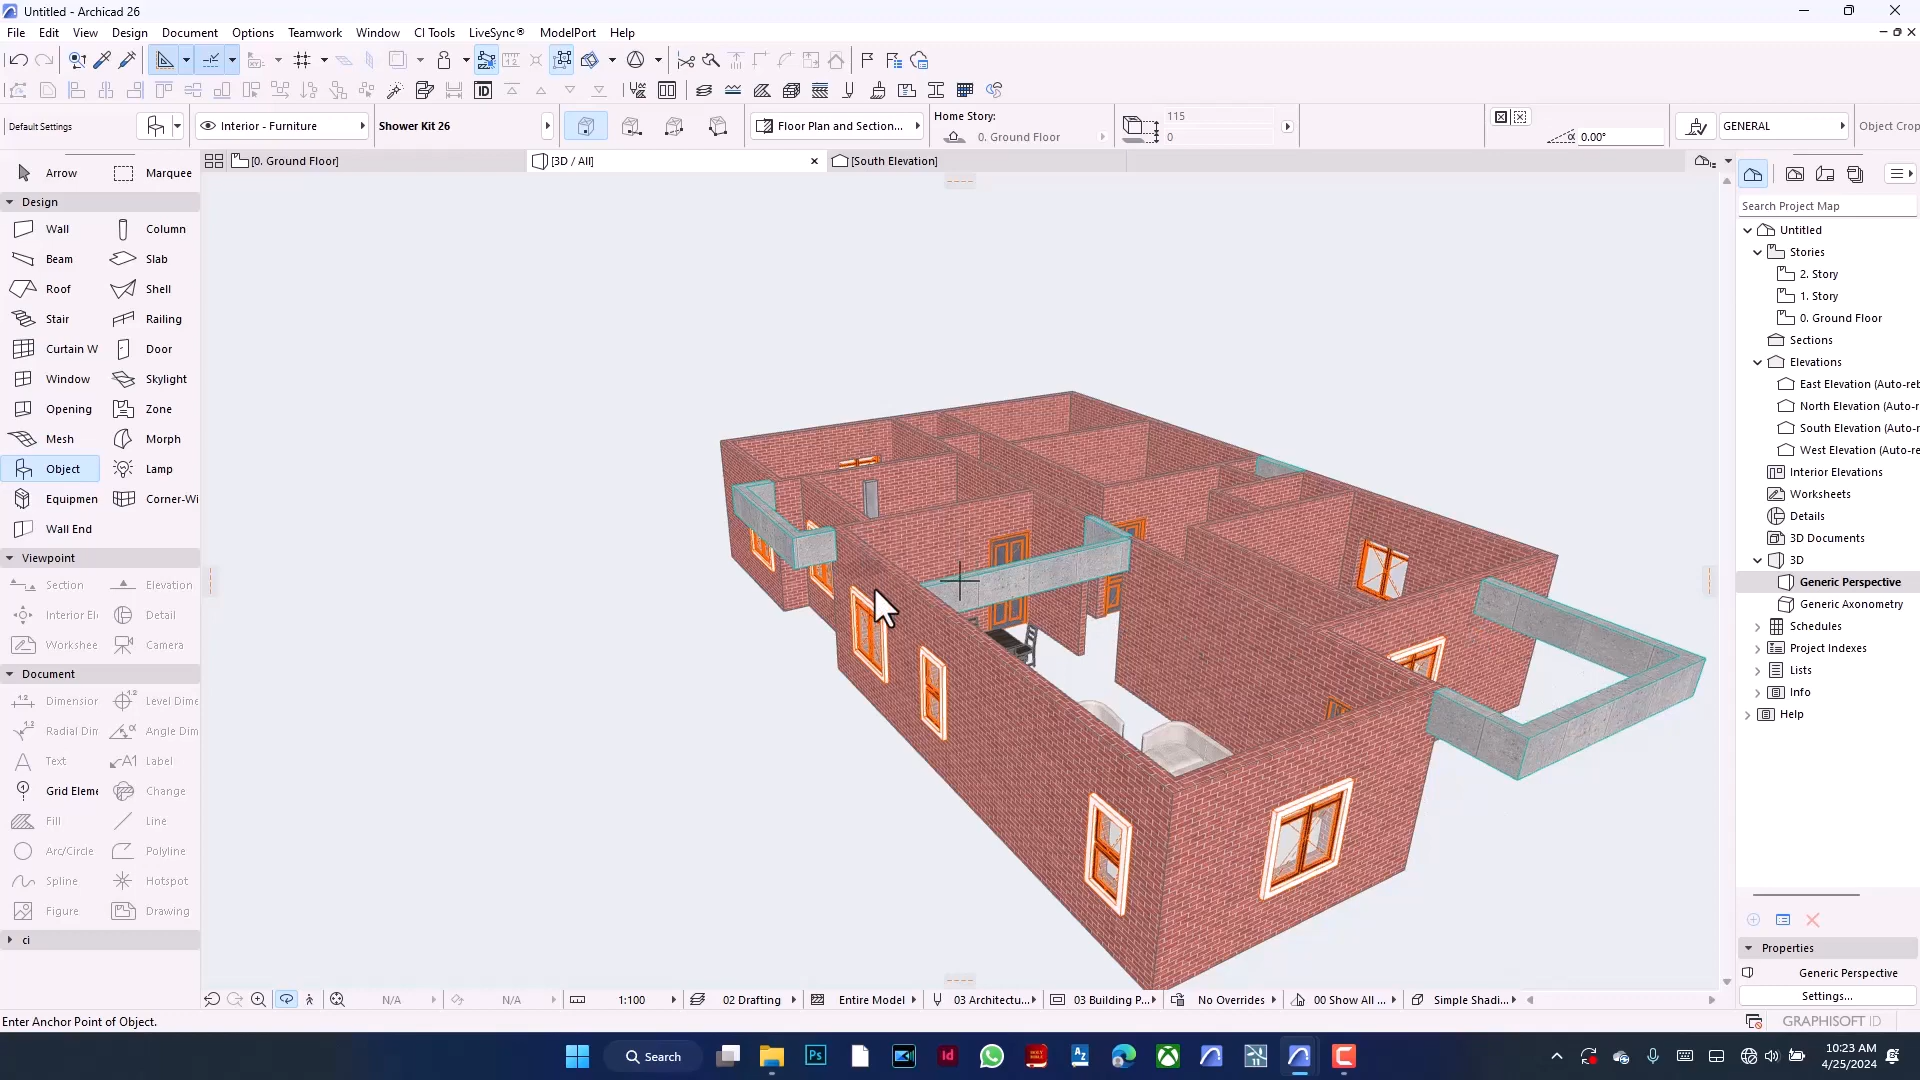 Untitled - Archicad 26
File Edit View Design Document Options Teamwork Window CI Tools LiveSync® ModelPort Help
Default Settings
Interior - Furniture
Shower Kit 26
Floor Plan and Section...
Home Story:
0. Ground Floor
115
0
0.00°
GENERAL
Object Crop
[0. Ground Floor]
[3D / All]
[South Elevation]
Arrow Marquee
Design
Wall Column
Beam Slab
Roof Shell
Stair Railing
Curtain W Door
Window Skylight
Opening Zone
Mesh Morph
Object Lamp
Equipmen Corner-Wi
Wall End
Viewpoint
Section Elevation
Interior El Detail
Workshee Camera
Document
Dimension Level Dime
Radial Dim Angle Dim
Text Label
Grid Eleme Change
Fill Line
Arc/Circle Polyline
Spline Hotspot
Figure Drawing
ci
Search Project Map
Untitled
Stories
2. Story
1. Story
0. Ground Floor
Sections
Elevations
East Elevation (Auto-reb
North Elevation (Auto-r
South Elevation (Auto-r
West Elevation (Auto-re
Interior Elevations
Worksheets
Details
3D Documents
3D
Generic Perspective
Generic Axonometry
Schedules
Project Indexes
Lists
Info
Help
Properties
Generic Perspective
Settings...
N/A N/A 1:100 02 Drafting Entire Model 03 Architectu... 03 Building P... No Overrides 00 Show All ... Simple Shadi...
Enter Anchor Point of Object.
GRAPHISOFT ID
Search
10:23 AM
4/25/2024